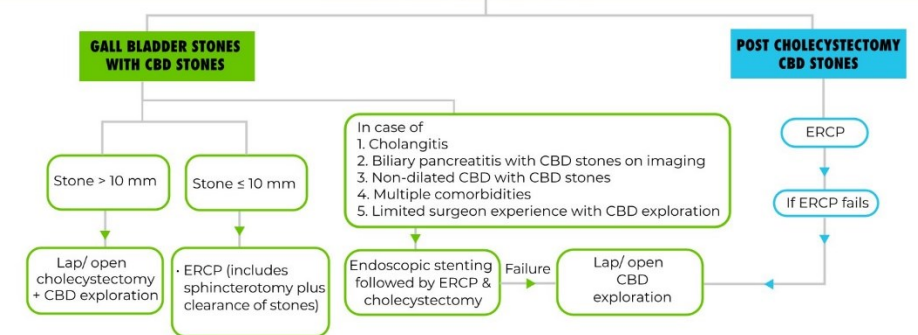 GALL BLADDER STONES
WITH CBD STONES
POST CHOLECYSTECTOMY
CBD STONES
Stone > 10 mm
Stone ≤ 10 mm
In case of
1. Cholangitis
2. Biliary pancreatitis with CBD stones on imaging
3. Non-dilated CBD with CBD stones
4. Multiple comorbidities
5. Limited surgeon experience with CBD exploration
ERCP
If ERCP fails
Lap/ open
cholecystectomy
+ CBD exploration
· ERCP (includes
sphincterotomy plus
clearance of stones)
Endoscopic stenting
followed by ERCP &
cholecystectomy
Failure
Lap/ open
CBD
exploration